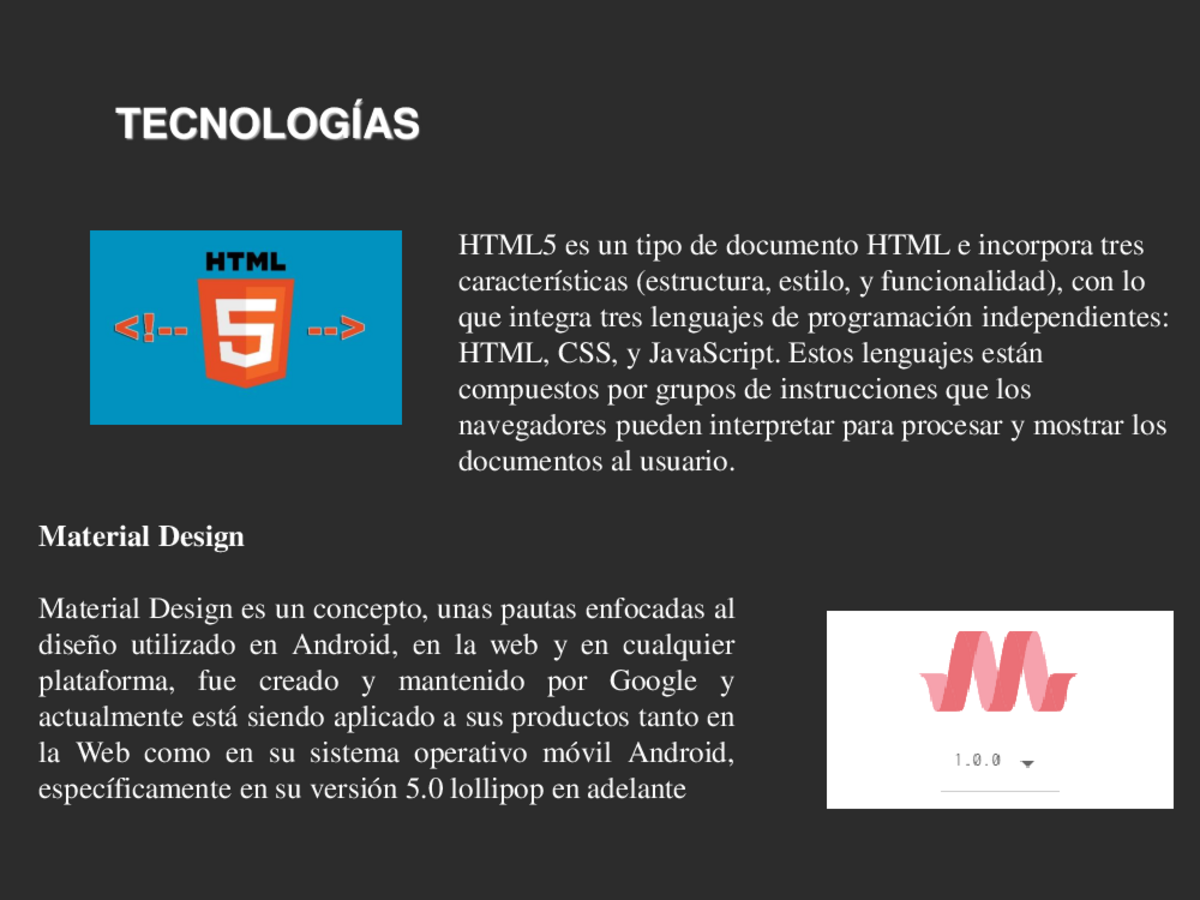 TECNOLOGÍAS
HTML
<!-- 5 -->
HTML5 es un tipo de documento HTML e incorpora tres
características (estructura, estilo, y funcionalidad), con lo
que integra tres lenguajes de programación independientes:
HTML, CSS, y JavaScript. Estos lenguajes están
compuestos por grupos de instrucciones que los
navegadores pueden interpretar para procesar y mostrar los
documentos al usuario.
Material Design
Material Design es un concepto, unas pautas enfocadas al
diseño utilizado en Android, en la web y en cualquier
plataforma, fue creado y mantenido por Google y
actualmente está siendo aplicado a sus productos tanto en
la Web como en su sistema operativo móvil Android,
específicamente en su versión 5.0 lollipop en adelante
1.0.0